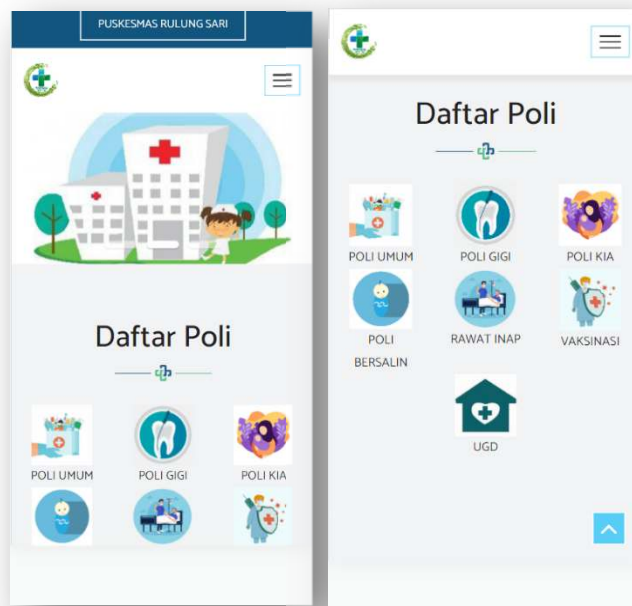 PUSKESMAS RULUNG SARI
Daftar Poli
POLI UMUM
POLI GIGI
POLI KIA
Daftar Poli
POLI UMUM
POLI GIGI
POLI KIA
POLI
BERSALIN
RAWAT INAP
VAKSINASI
UGD